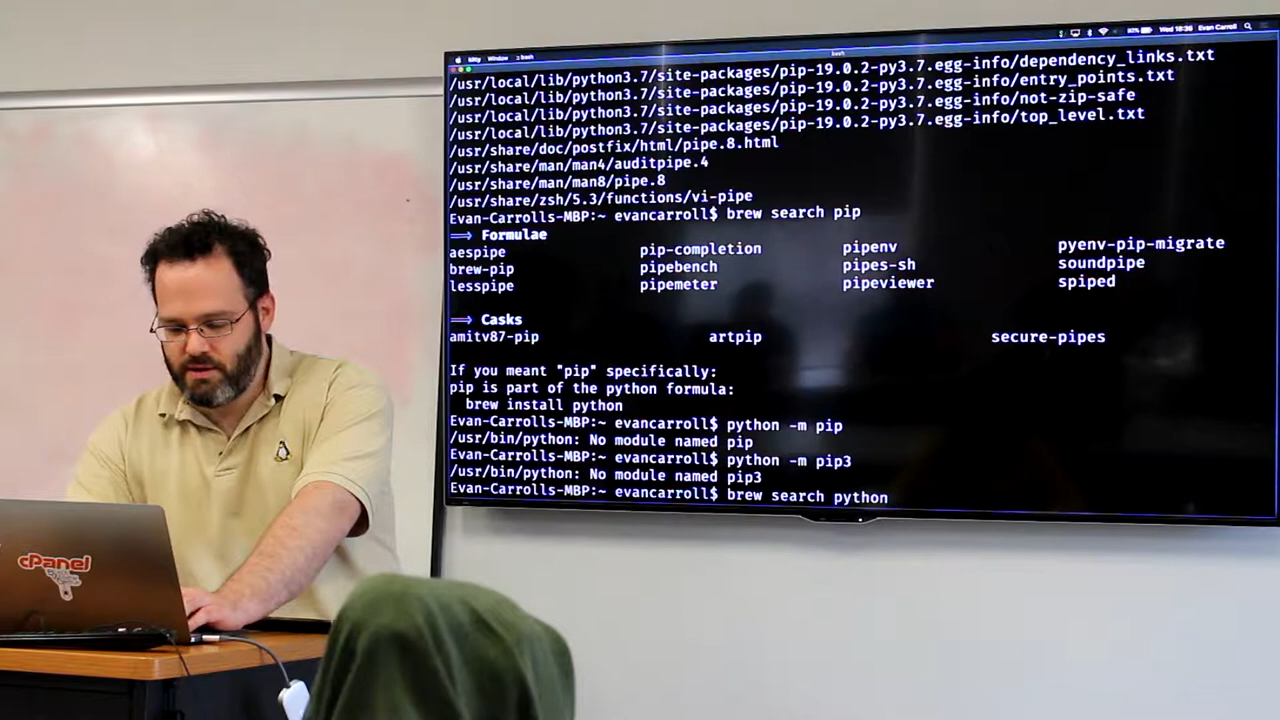 kitty Window bash
Wed 18:36 Evan Carroll
bash
/usr/local/lib/python3.7/site-packages/pip-19.0.2-py3.7.egg-info/dependency_links.txt
/usr/local/lib/python3.7/site-packages/pip-19.0.2-py3.7.egg-info/entry_points.txt
/usr/local/lib/python3.7/site-packages/pip-19.0.2-py3.7.egg-info/not-zip-safe
/usr/local/lib/python3.7/site-packages/pip-19.0.2-py3.7.egg-info/top_level.txt
/usr/share/doc/postfix/html/pipe.8.html
/usr/share/man/man4/auditpipe.4
/usr/share/man/man8/pipe.8
/usr/share/zsh/5.3/functions/vi-pipe
Evan-Carrolls-MBP:~ evancarroll$ brew search pip
==> Formulae
aespipe pip-completion pipenv pyenv-pip-migrate
brew-pip pipebench pipes-sh soundpipe
lesspipe pipemeter pipeviewer spiped
==> Casks
amitv87-pip artpip secure-pipes
If you meant "pip" specifically:
pip is part of the python formula:
brew install python
Evan-Carrolls-MBP:~ evancarroll$ python -m pip
/usr/bin/python: No module named pip
Evan-Carrolls-MBP:~ evancarroll$ python -m pip3
/usr/bin/python: No module named pip3
Evan-Carrolls-MBP:~ evancarroll$ brew search python
cPanel